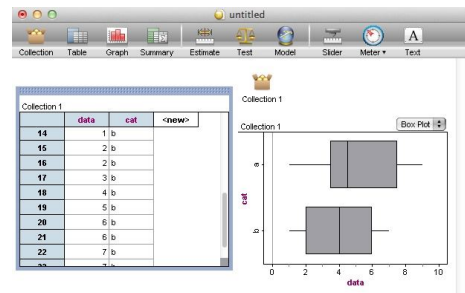 untitled
Collection Table Graph Summary Estimate Test Model Slider Meter Text
A
Collection 1
Collection 1
data cat <new>
14 1 b
15 2 b
16 2 b
17 3 b
18 4 b
19 5 b
20 6 b
21 6 b
22 7 b
Collection 1
Box Plot
a
b
cat
0 2 4 6 8 10
data